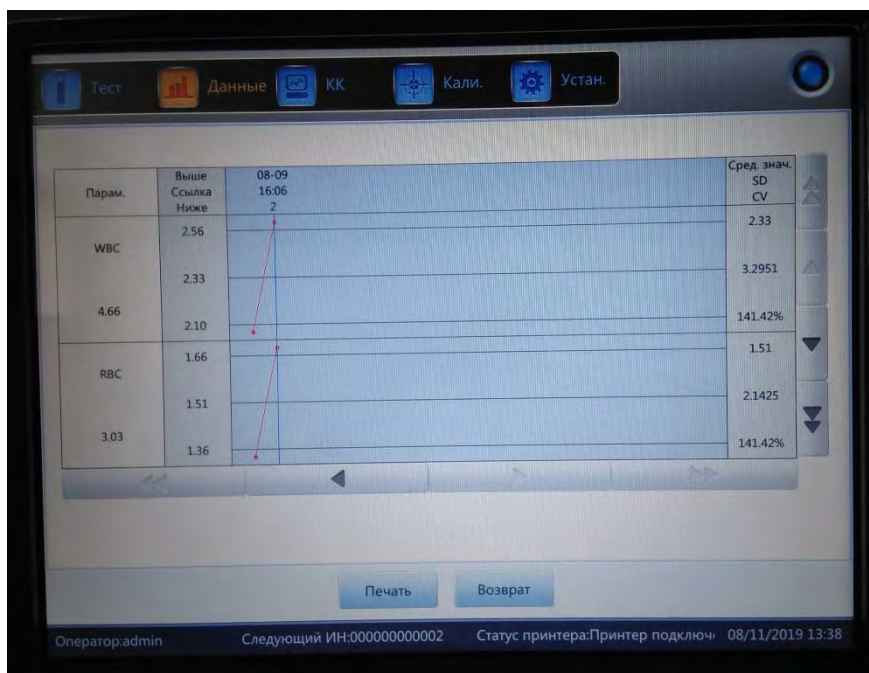 Тест Данные КК Кали. Устан.
Парам.
Выше
Ссылка
Ниже
08-09
16:06
2
Сред. знач.
SD
CV
WBC
4.66
2.56
2.33
2.10
2.33
3.2951
141.42%
RBC
3.03
1.66
1.51
1.36
1.51
2.1425
141.42%
Печать Возврат
Оператор:admin Следующий ИН:000000000002 Статус принтера:Принтер подключ 08/11/2019 13:38